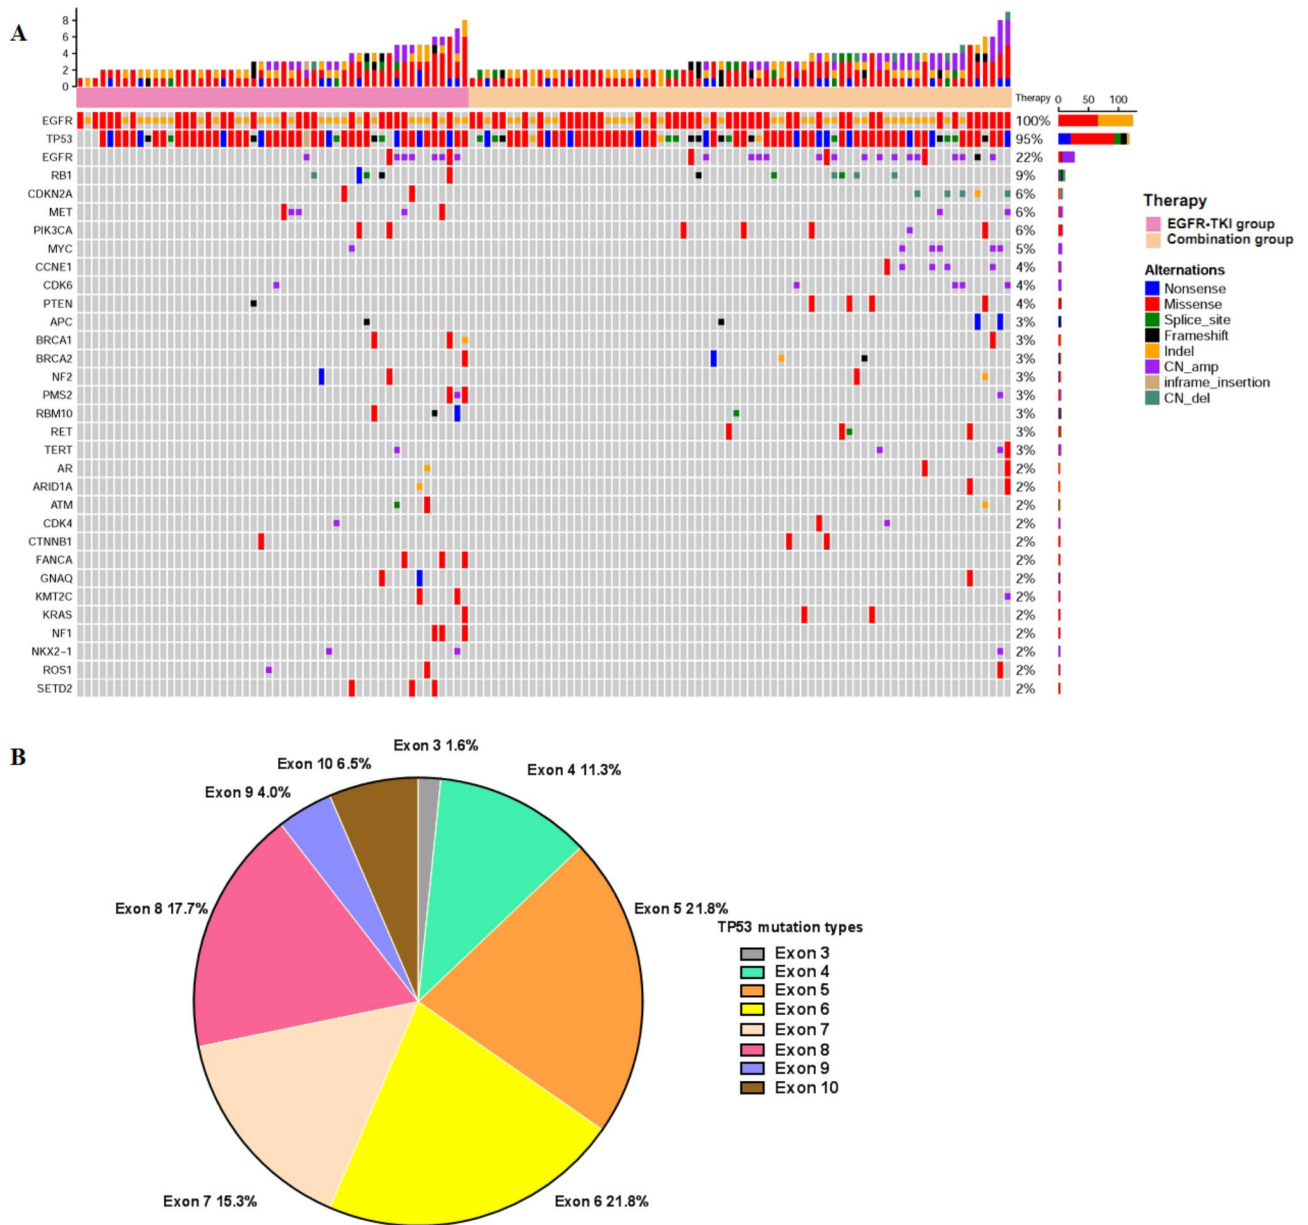 A
8
6
4
2
0
Therapy
0 50 100
EGFR 100%
TP53 95%
EGFR 22%
RB1 9%
CDKN2A 6%
MET 6%
PIK3CA 6%
MYC 5%
CCNE1 4%
CDK6 4%
PTEN 4%
APC 3%
BRCA1 3%
BRCA2 3%
NF2 3%
PMS2 3%
RBM10 3%
RET 3%
TERT 3%
AR 2%
ARID1A 2%
ATM 2%
CDK4 2%
CTNNB1 2%
FANCA 2%
GNAQ 2%
KMT2C 2%
KRAS 2%
NF1 2%
NKX2-1 2%
ROS1 2%
SETD2 2%
Therapy
EGFR-TKI group
Combination group
Alternations
Nonsense
Missense
Splice_site
Frameshift
Indel
CN_amp
inframe_insertion
CN_del
B
Exon 3 1.6%
Exon 10 6.5%
Exon 4 11.3%
Exon 9 4.0%
Exon 8 17.7%
Exon 5 21.8%
Exon 7 15.3%
Exon 6 21.8%
TP53 mutation types
Exon 3
Exon 4
Exon 5
Exon 6
Exon 7
Exon 8
Exon 9
Exon 10